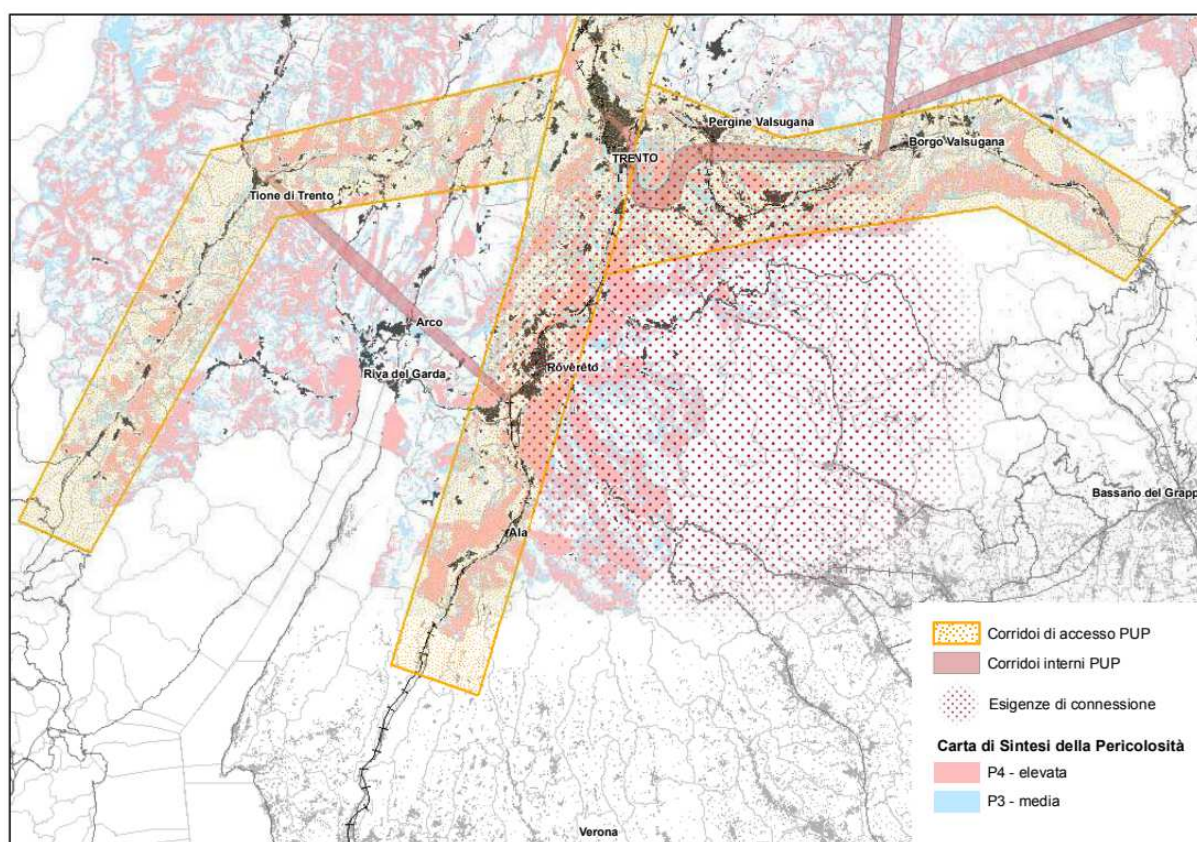 Pergine Valsugana
Borgo Valsugana
TRENTO
Tione di Trento
Arco
Riva del Garda
Rovereto
Bassano del Grapp
Ala
Verona
Corridoi di accesso PUP
Corridoi interni PUP
Esigenze di connessione
Carta di Sintesi della Pericolosità
P4 - elevata
P3 - media